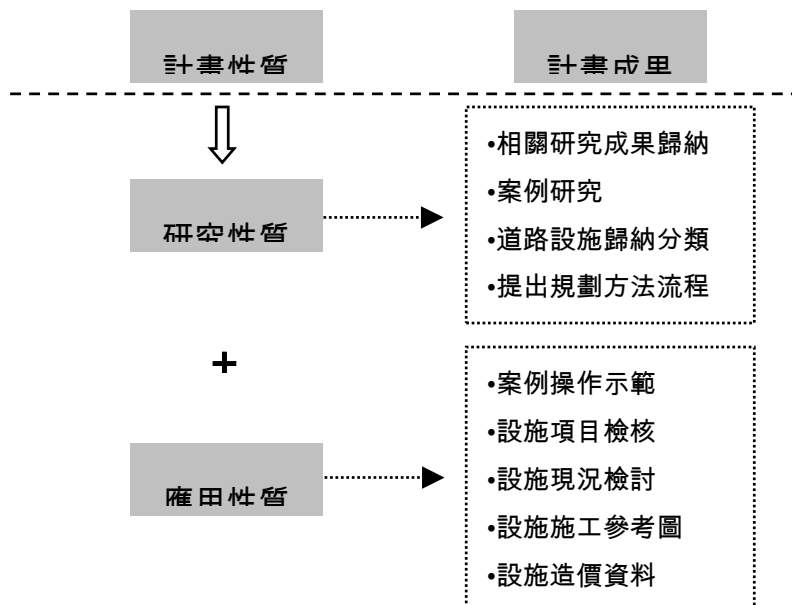 計畫性質
計畫成果
研究性質
•相關研究成果歸納
•案例研究
•道路設施歸納分類
•提出規劃方法流程
+
應用性質
•案例操作示範
•設施項目檢核
•設施現況檢討
•設施施工參考圖
•設施造價資料